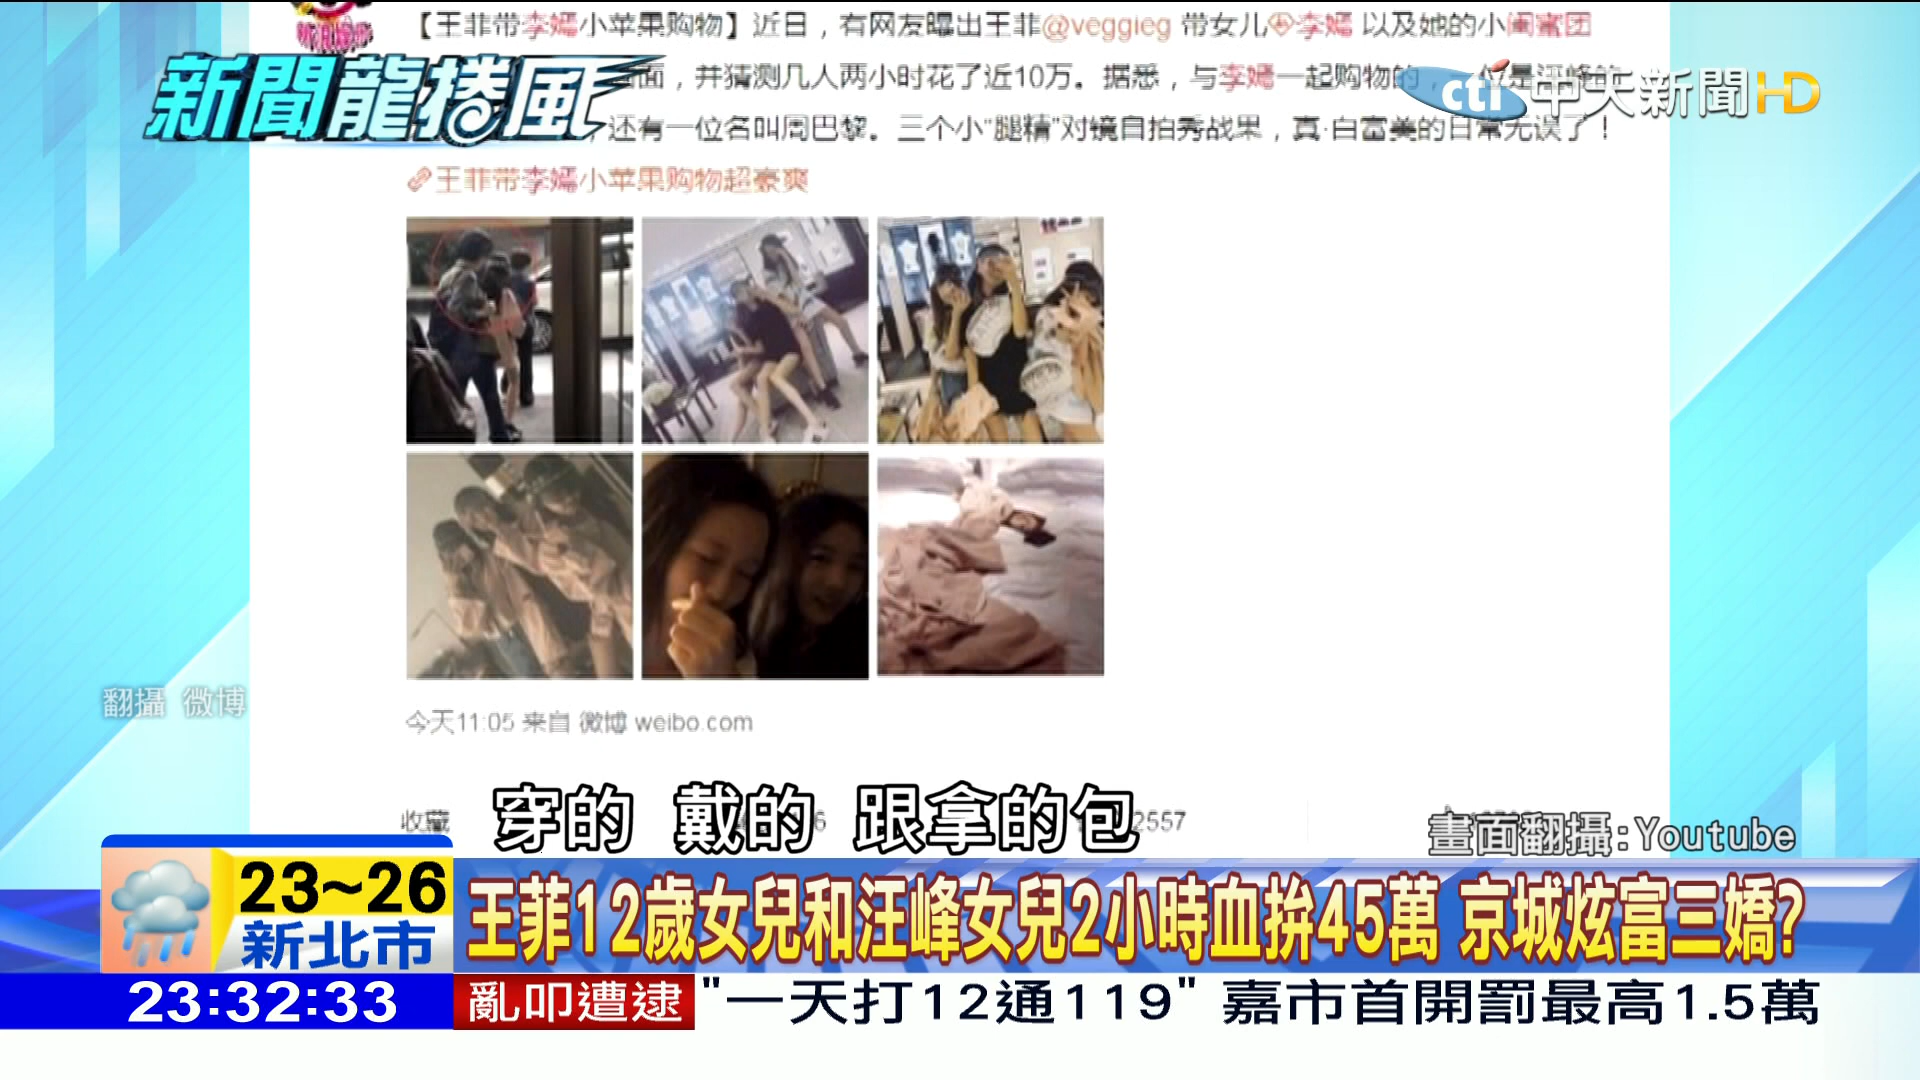 【王菲带李嫣小苹果购物】近日，有网友曝出王菲@veggieg 带女儿李嫣 以及她的小闺蜜团
面，并猜测几人两小时花了近10万。据悉，与李嫣一起购物的，一位是汪峰的
还有一位名叫周巴黎。三个小“腿精”对镜自拍秀战果，真·白富美的日常无误了！
新聞龍捲風
cti 中天新聞HD
王菲带李嫣小苹果购物超豪爽
翻攝 微博
今天11:05 来自 微博 weibo.com
收藏
2557
穿的 戴的 跟拿的包
畫面翻攝:Youtube
23~26
新北市
王菲12歲女兒和汪峰女兒2小時血拚45萬 京城炫富三嬌?
23:32:33
亂叩遭逮
"一天打12通119" 嘉市首開罰最高1.5萬